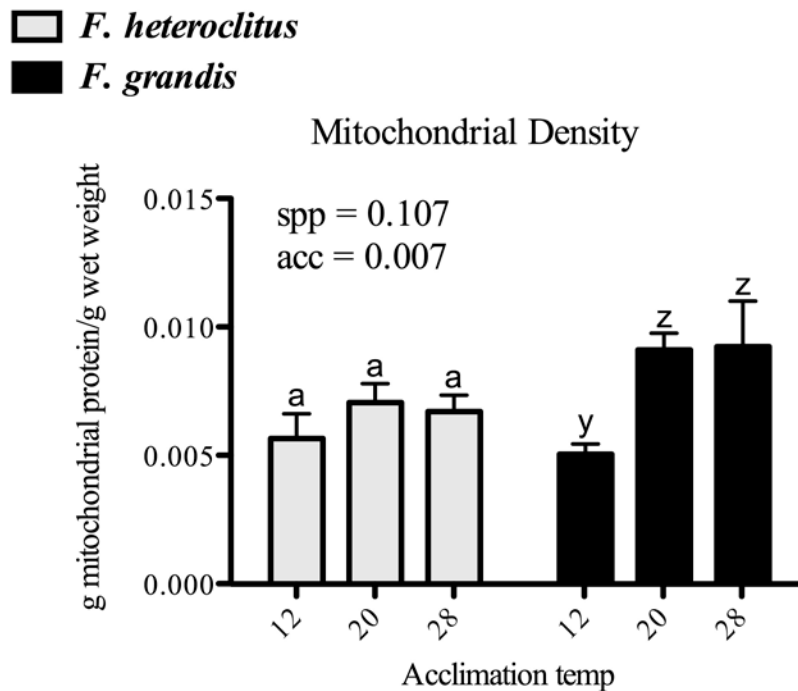 F. heteroclitus
F. grandis
Mitochondrial Density
g mitochondrial protein/g wet weight
0.015
0.010
0.005
0.000
spp = 0.107
acc = 0.007
a
a
a
y
z
z
12
20
28
12
20
28
Acclimation temp